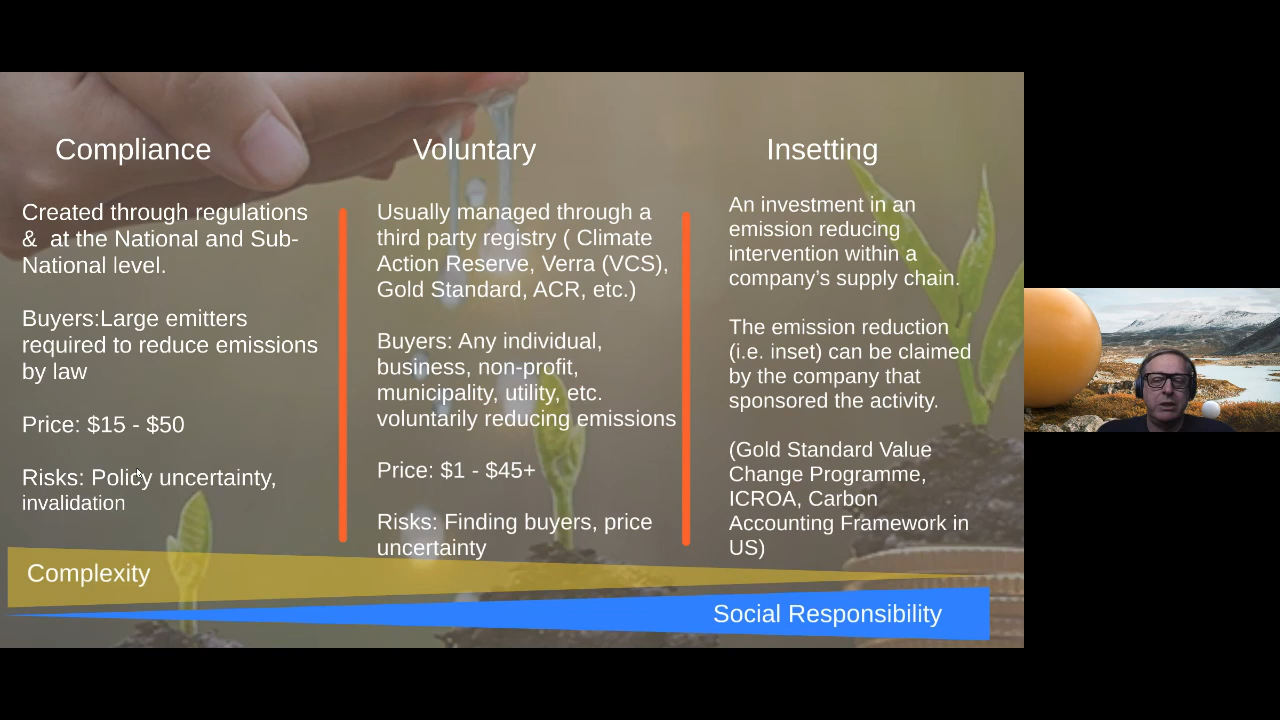 Compliance
Created through regulations
&  at the National and Sub-
National level.
Buyers:Large emitters
required to reduce emissions
by law
Price: $15 - $50
Risks: Policy uncertainty,
invalidation
Voluntary
Usually managed through a
third party registry ( Climate
Action Reserve, Verra (VCS),
Gold Standard, ACR, etc.)
Buyers: Any individual,
business, non-profit,
municipality, utility, etc.
voluntarily reducing emissions
Price: $1 - $45+
Risks: Finding buyers, price
uncertainty
Insetting
An investment in an
emission reducing
intervention within a
company’s supply chain.
The emission reduction
(i.e. inset) can be claimed
by the company that
sponsored the activity.
(Gold Standard Value
Change Programme,
ICROA, Carbon
Accounting Framework in
US)
Complexity
Social Responsibility